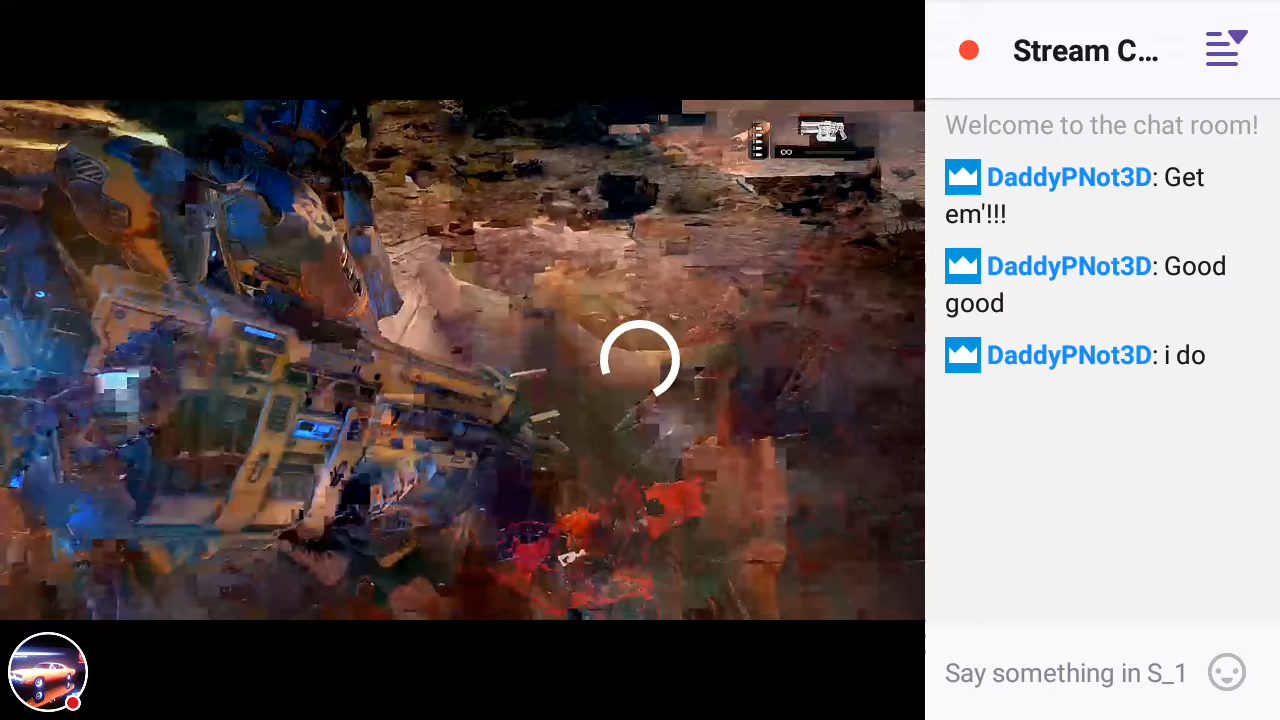 Stream C...
Welcome to the chat room!
DaddyPNot3D: Get
em'!!!
DaddyPNot3D: Good
good
DaddyPNot3D: i do
Say something in S_1
∞